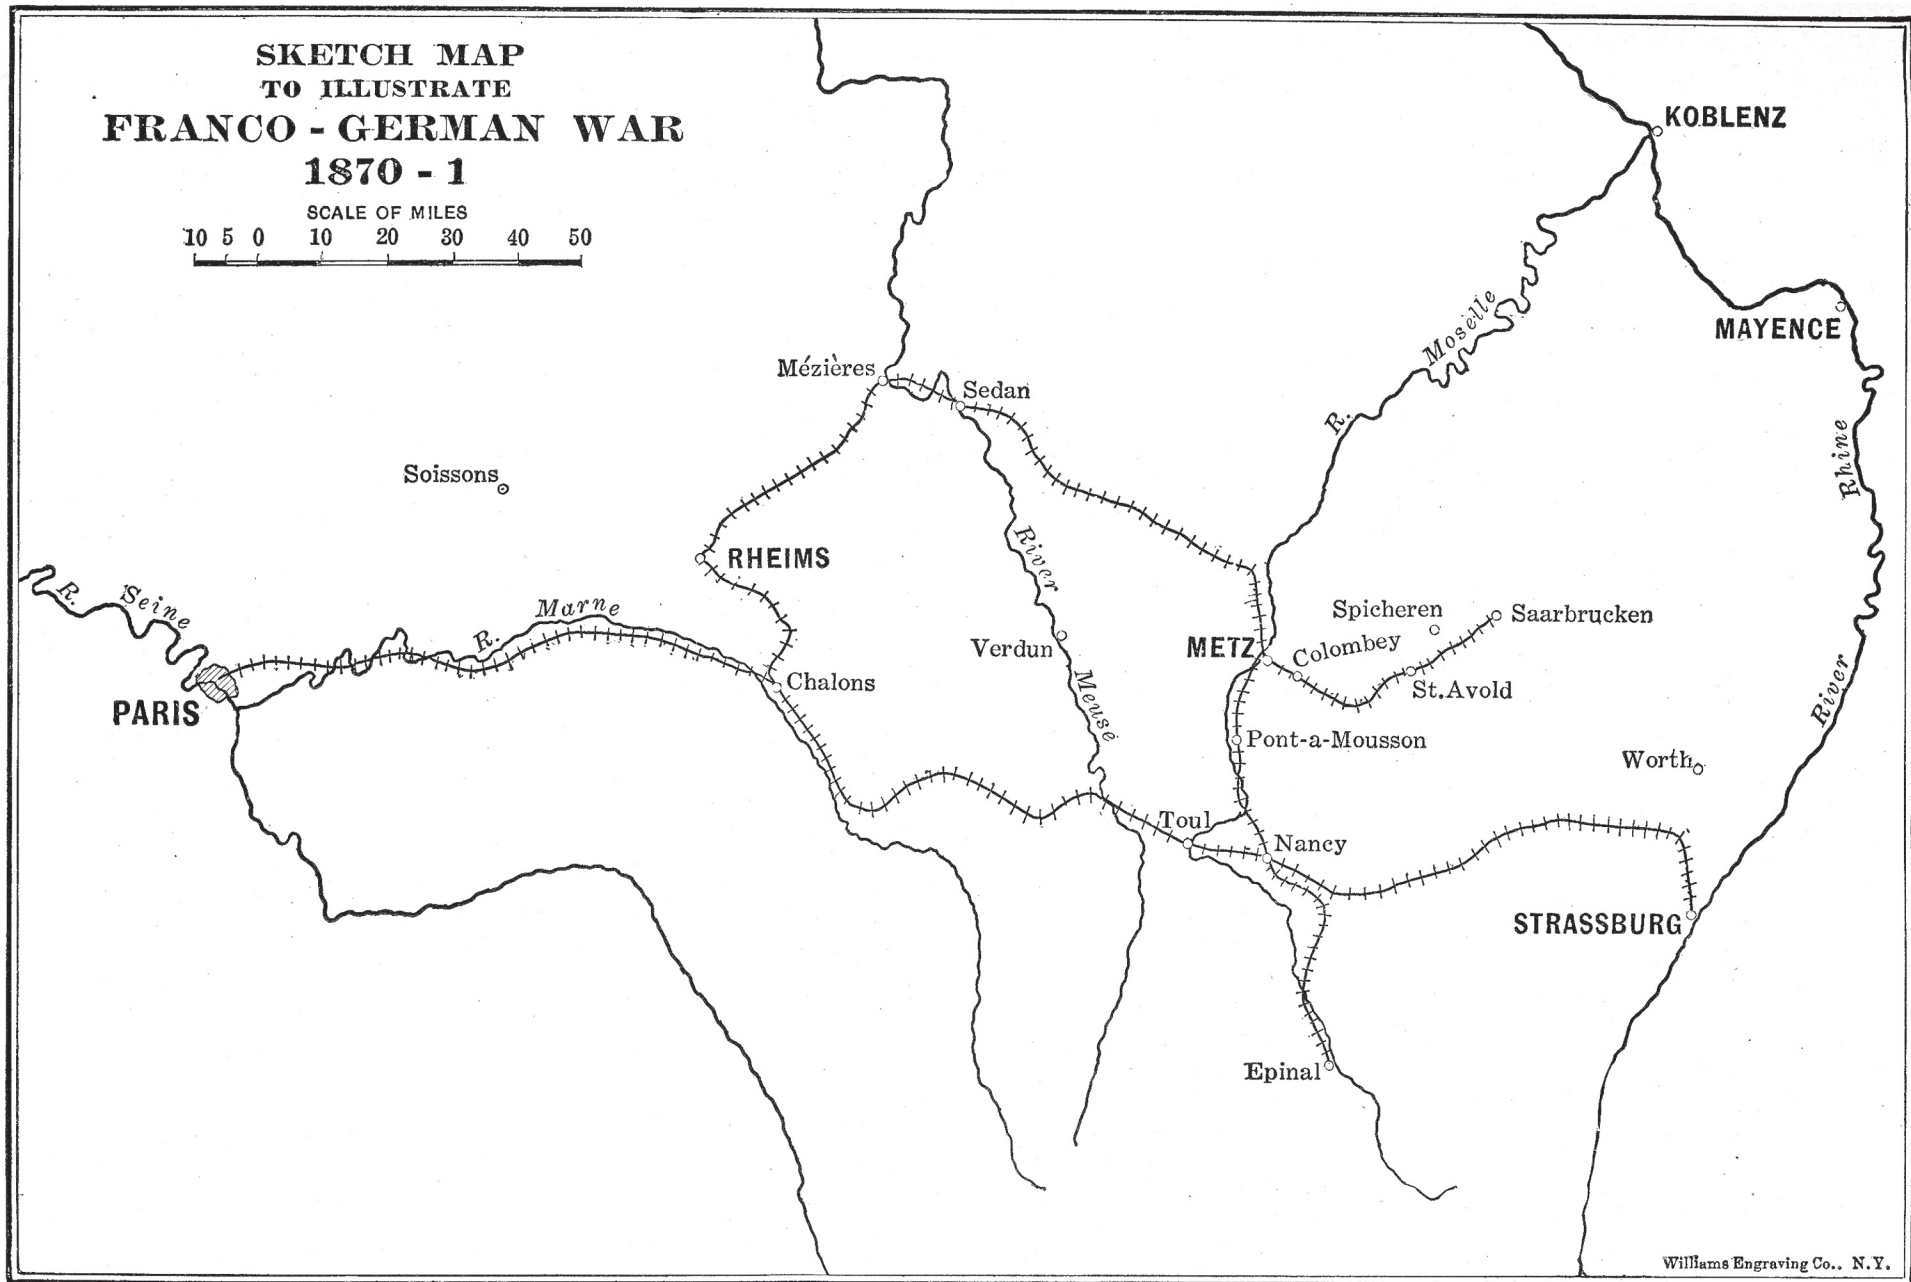 SKETCH MAP
TO ILLUSTRATE
FRANCO - GERMAN WAR
1870 - 1
SCALE OF MILES
10 5 0 10 20 30 40 50
KOBLENZ
MAYENCE
R. Moselle
Mézières
Sedan
Rhine River
Soissons
RHEIMS
River Meuse
R. Seine
R. Marne
Spicheren
Saarbrucken
Verdun
METZ
Colombey
Chalons
St. Avold
PARIS
Pont-a-Mousson
Worth
Toul
Nancy
STRASSBURG
Epinal
Williams Engraving Co.. N.Y.